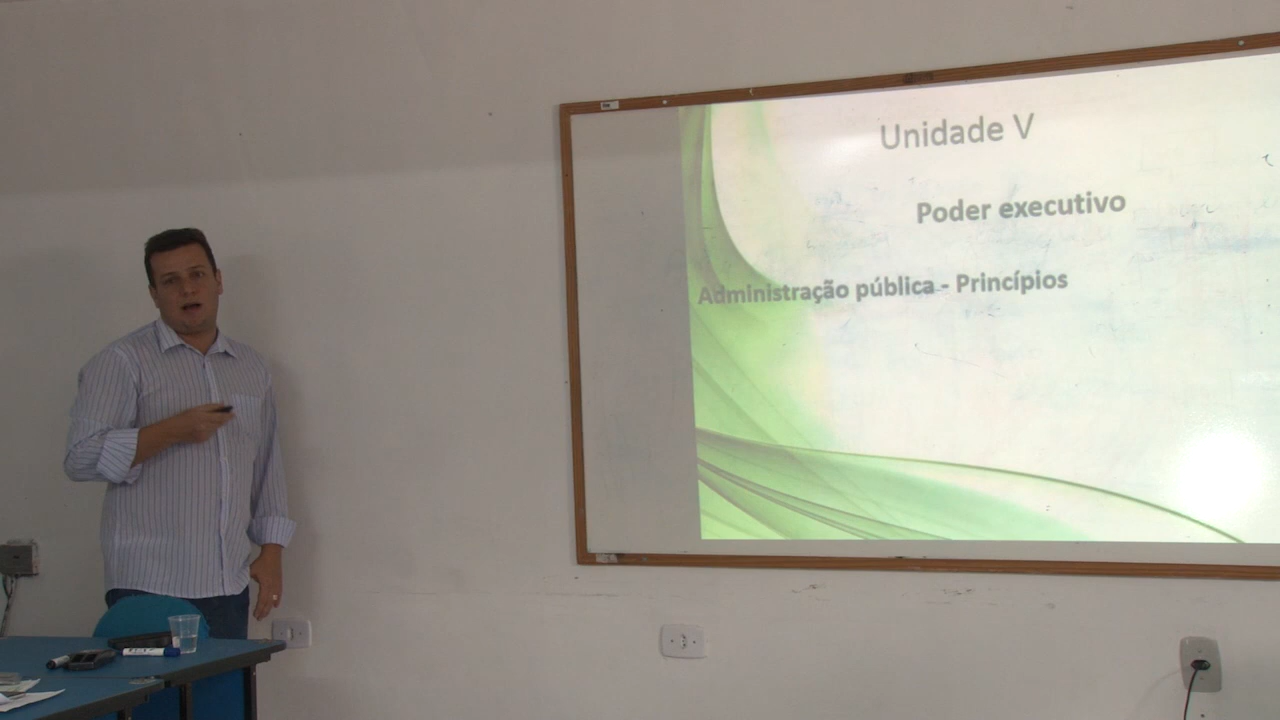 Unidade V
Poder executivo
Administração pública - Princípios